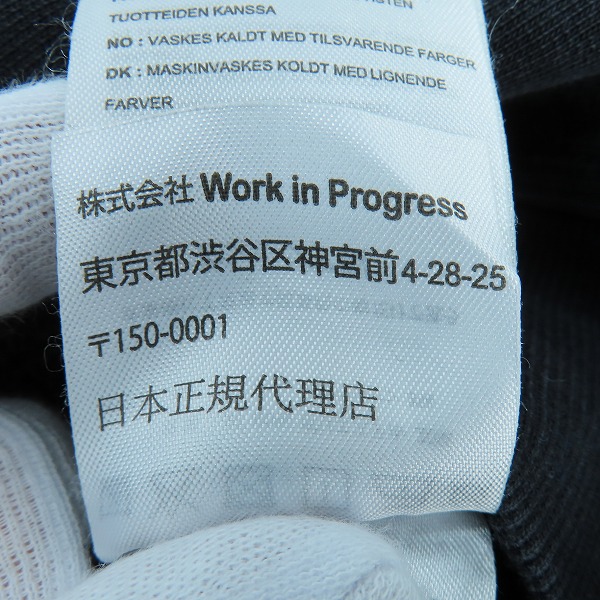 TUOTTEIDEN KANSSA
NO : VASKES KALDT MED TILSVARENDE FARGER
DK : MASKINVASKES KOLDT MED LIGNENDE
FARVER
株式会社 Work in Progress
東京都渋谷区神宮前4-28-25
〒150-0001
日本正規代理店